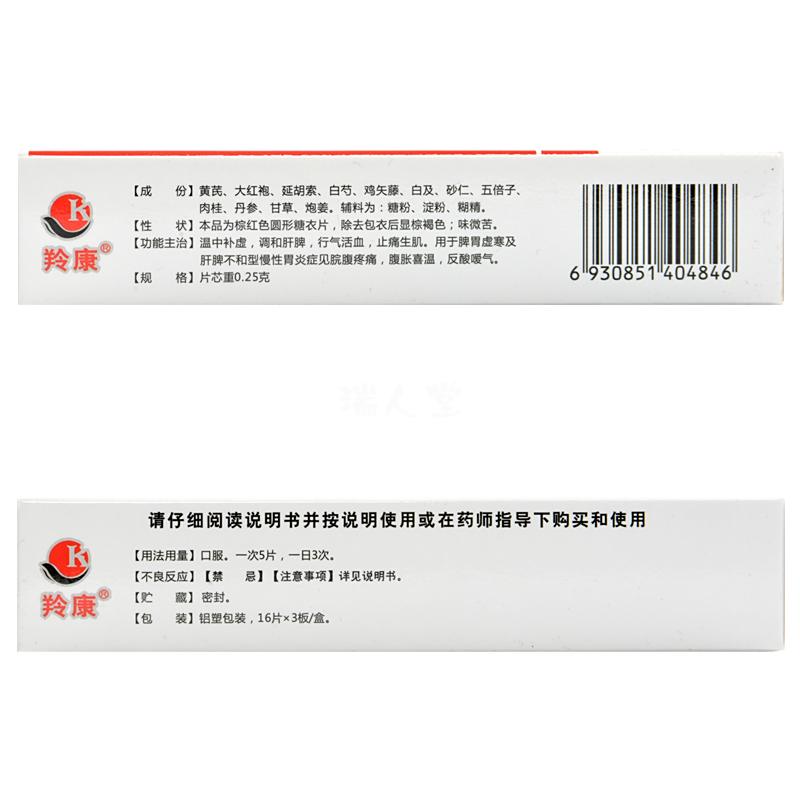 K
羚康®
【成 份】黄芪、大红袍、延胡索、白芍、鸡矢藤、白及、砂仁、五倍子、
肉桂、丹参、甘草、炮姜。辅料为：糖粉、淀粉、糊精。
【性 状】本品为棕红色圆形糖衣片，除去包衣后显棕褐色；味微苦。
【功能主治】温中补虚，调和肝脾，行气活血，止痛生肌。用于脾胃虚寒及
肝脾不和型慢性胃炎症见脘腹疼痛，腹胀喜温，反酸嗳气。
【规 格】片芯重0.25克
6 930851 404846
瑞人堂
请仔细阅读说明书并按说明使用或在药师指导下购买和使用
K
羚康®
【用法用量】口服。一次5片，一日3次。
【不良反应】【禁 忌】【注意事项】详见说明书。
【贮 藏】密封。
【包 装】铝塑包装，16片×3板/盒。